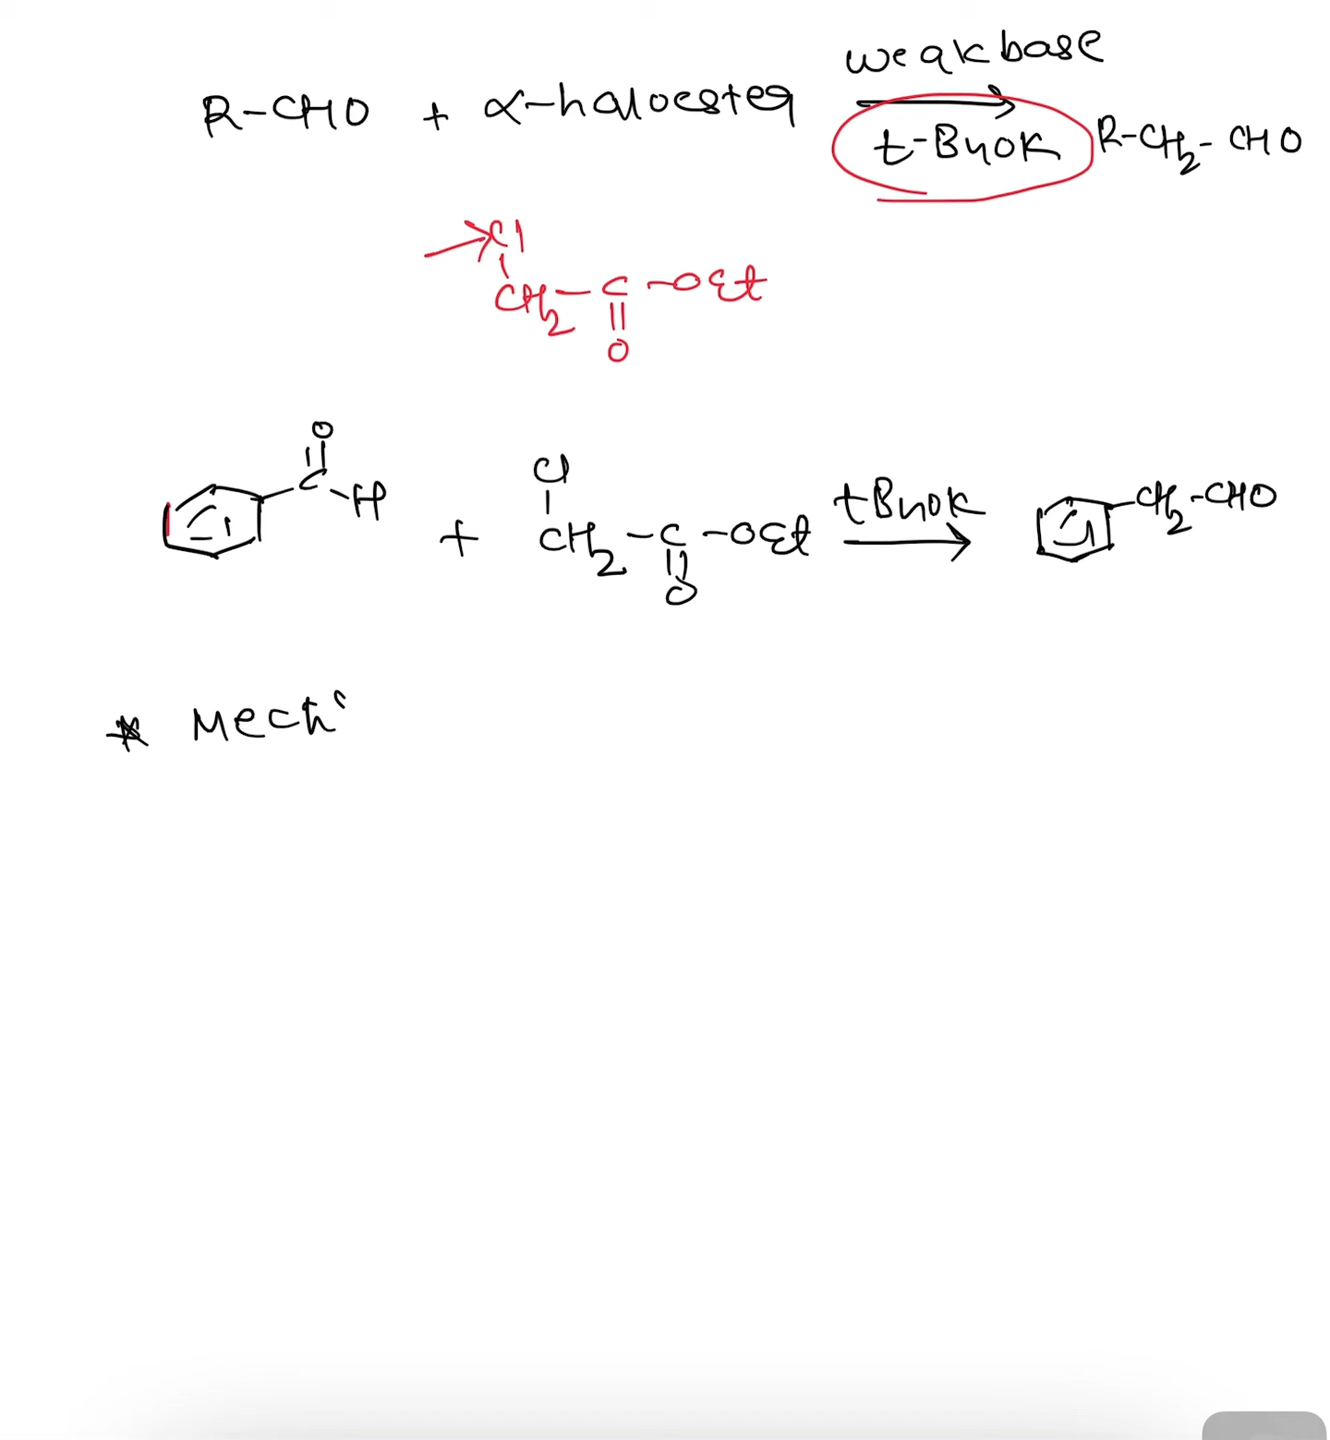 weak base
R-CHO + α-haloester
t-BuOK R-CH2-CHO
Cl
CH2-C-OEt
O
O
C-H
Cl
+ CH2-C-OEt tBuOK CH2-CHO
O
* Mech